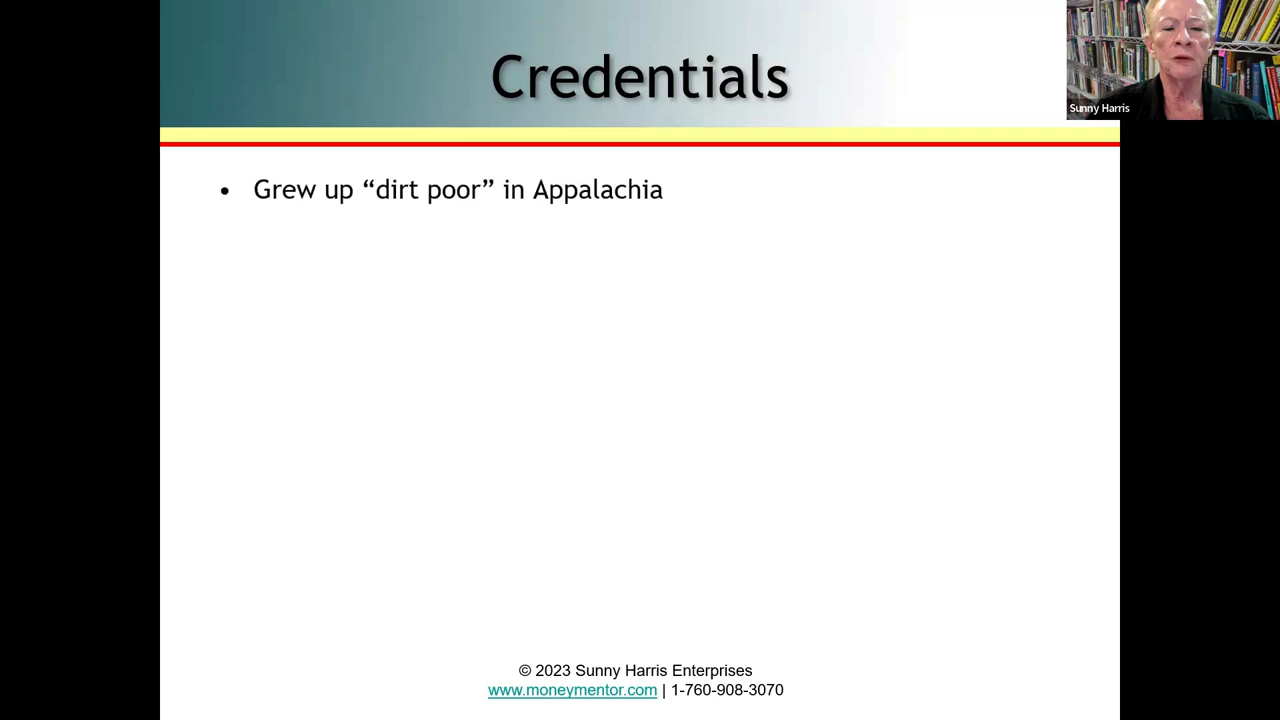 Credentials
Sunny Harris
• Grew up “dirt poor” in Appalachia
© 2023 Sunny Harris Enterprises
www.moneymentor.com | 1-760-908-3070